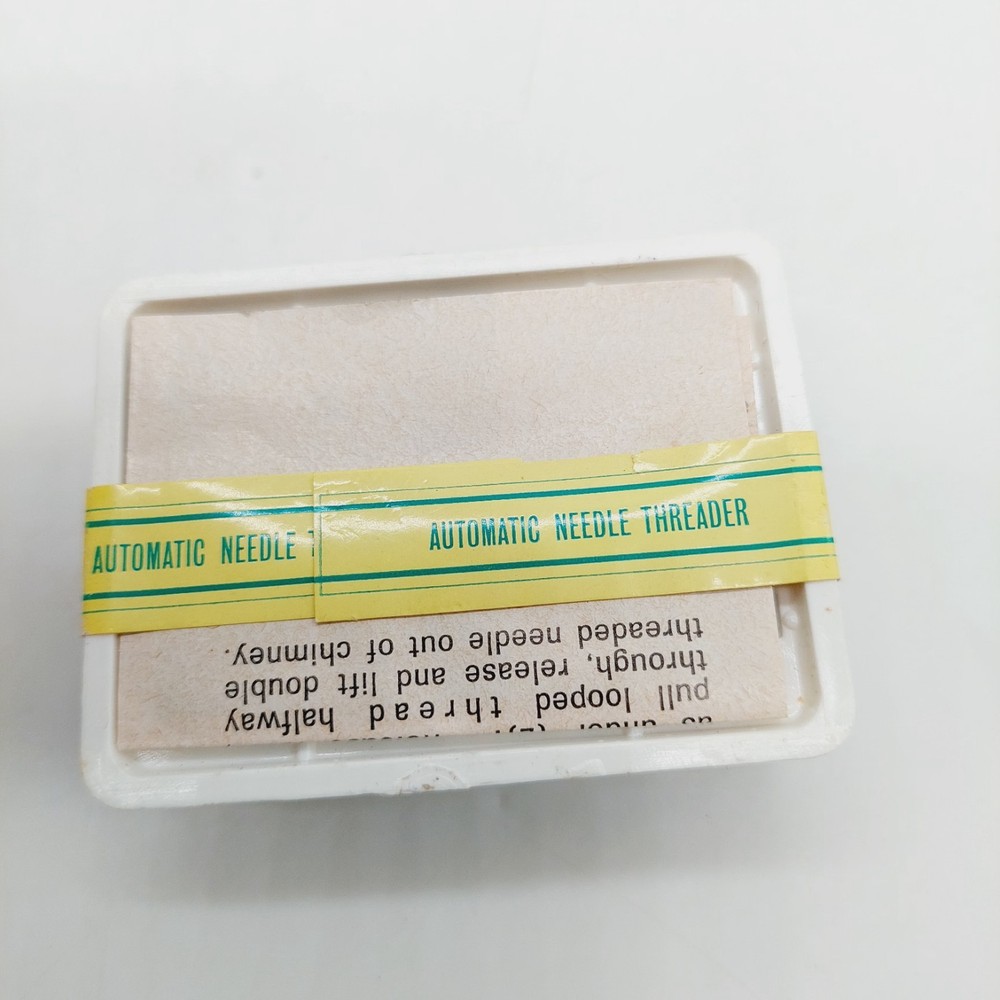 AUTOMATIC NEEDLE
AUTOMATIC NEEDLE THREADER
pull looped thread halfway
through, release and lift double
threaded needle out of chimney.